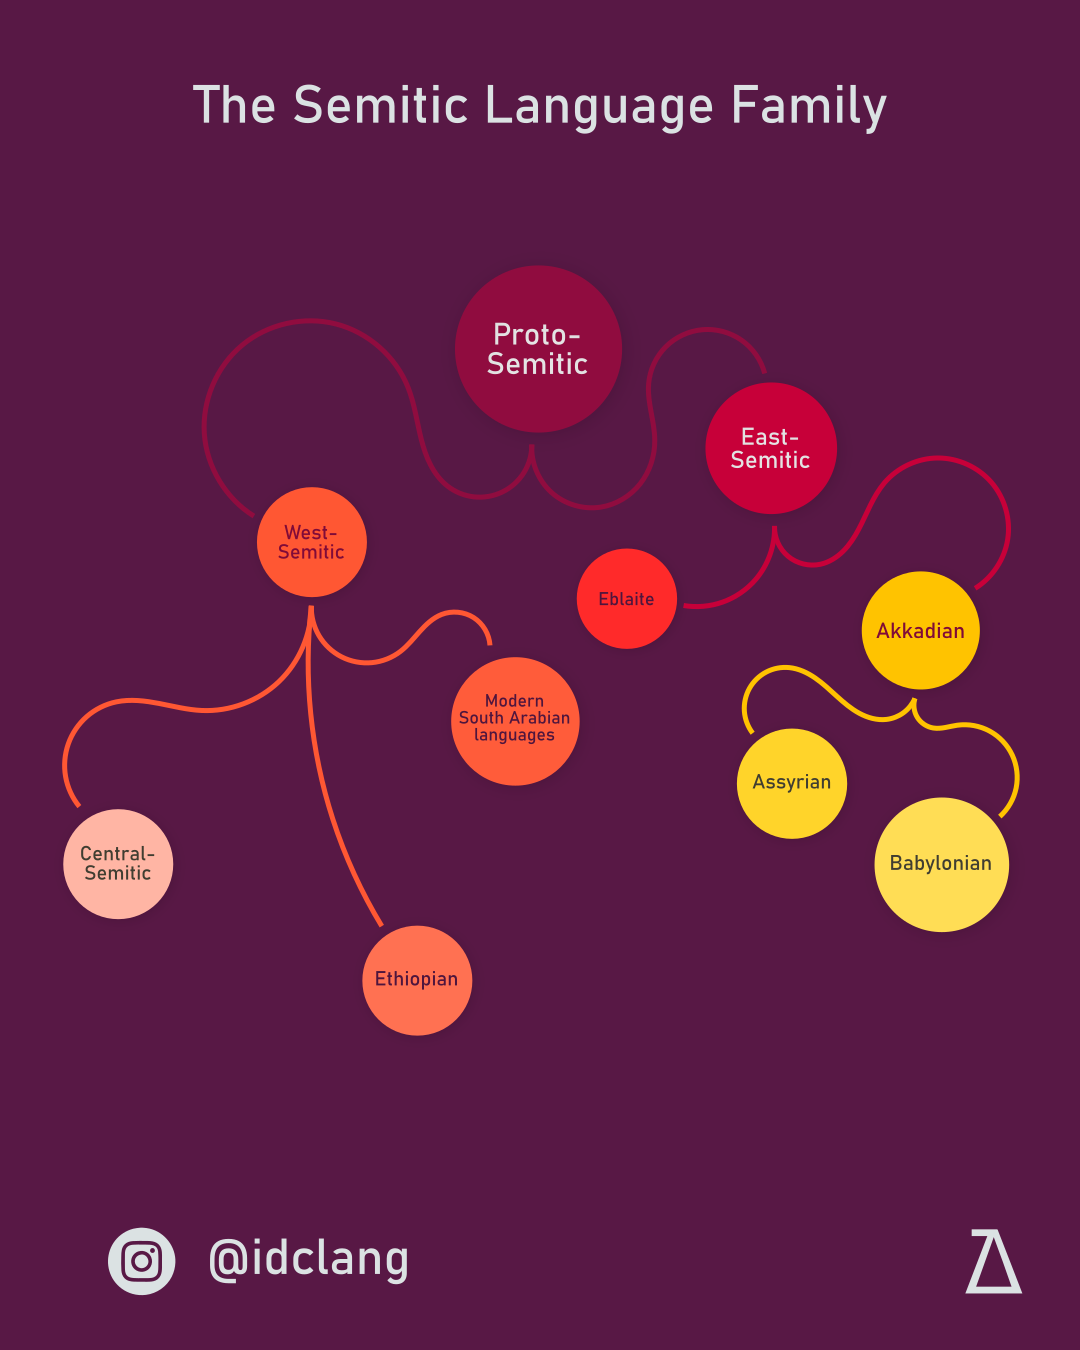 The Semitic Language Family
Proto-
Semitic
East-
Semitic
West-
Semitic
Eblaite
Akkadian
Modern
South Arabian
languages
Assyrian
Central-
Semitic
Babylonian
Ethiopian
@idclang